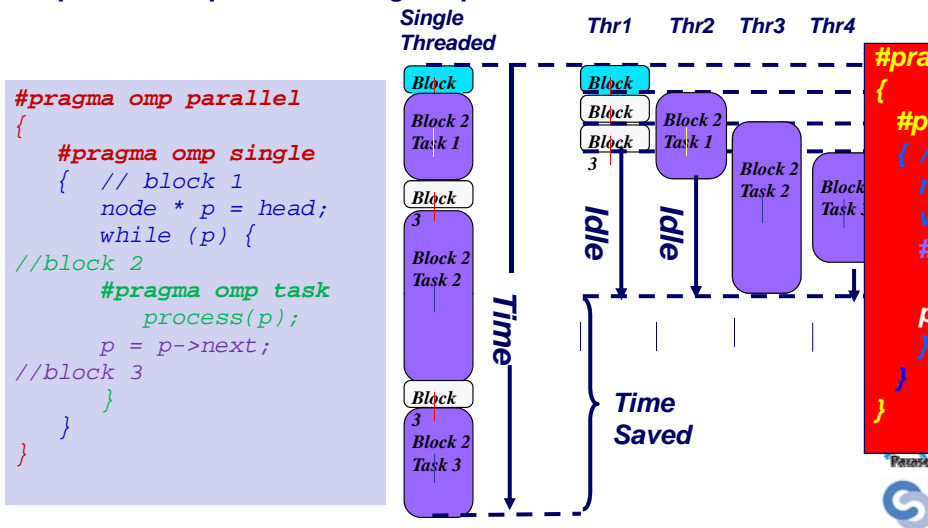 Single
Threaded
Thr1
Thr2
Thr3
Thr4
#pragma omp parallel
{
#pragma omp single
{ // block 1
node * p = head;
while (p) {
//block 2
#pragma omp task
process(p);
p = p->next;
//block 3
}
}
}
Block
Block 2
Task 1
Block
3
Block 2
Task 2
Block
3
Block 2
Task 3
Time
Block
Block
Block
3
Idle
Block 2
Task 1
Idle
Block 2
Task 2
Block
Task
Time
Saved
#pra
{
#p
{ /
#
p
}
}
}